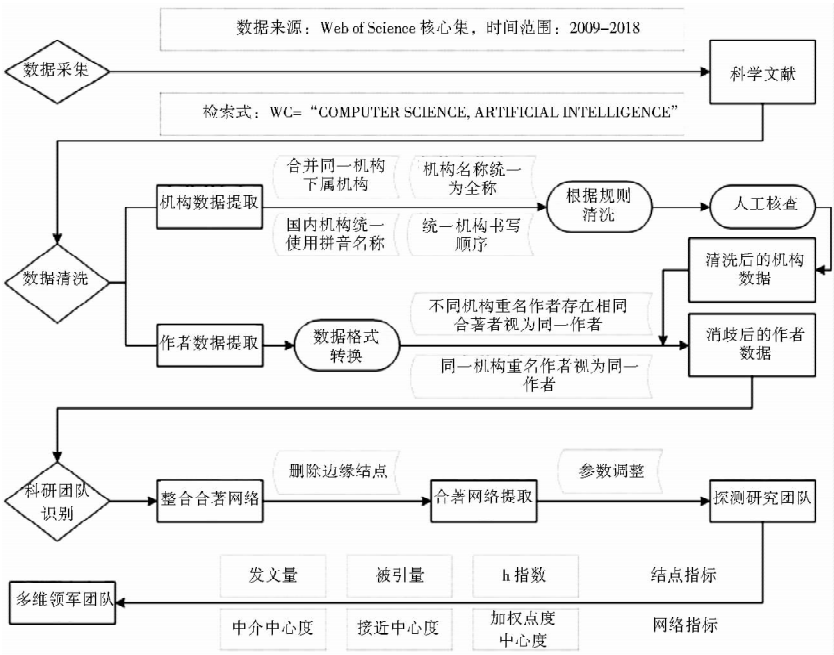 数据来源：Web of Science 核心集，时间范围：2009-2018
数据采集
科学文献
检索式：WC=“COMPUTER SCIENCE, ARTIFICIAL INTELLIGENCE”
合并同一机构
下属机构
机构名称统一
为全称
机构数据提取
根据规则
清洗
人工核查
国内机构统一
使用拼音名称
统一机构书写
顺序
数据清洗
清洗后的机构
数据
不同机构重名作者存在相同
合著者视为同一作者
作者数据提取
数据格式
转换
消歧后的作者
数据
同一机构重名作者视为同一
作者
科研团队
识别
删除边缘结点
参数调整
整合合著网络
合著网络提取
探测研究团队
发文量
被引量
h 指数
结点指标
多维领军团队
中介中心度
接近中心度
加权点度
中心度
网络指标